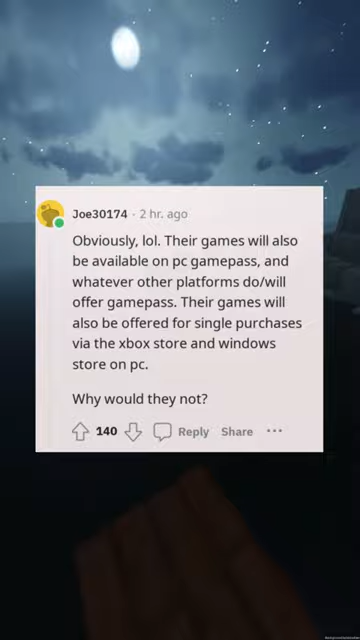 Joe30174 · 2 hr. ago
Obviously, lol. Their games will also
be available on pc gamepass, and
whatever other platforms do/will
offer gamepass. Their games will
also be offered for single purchases
via the xbox store and windows
store on pc.
Why would they not?
140 Reply Share ···